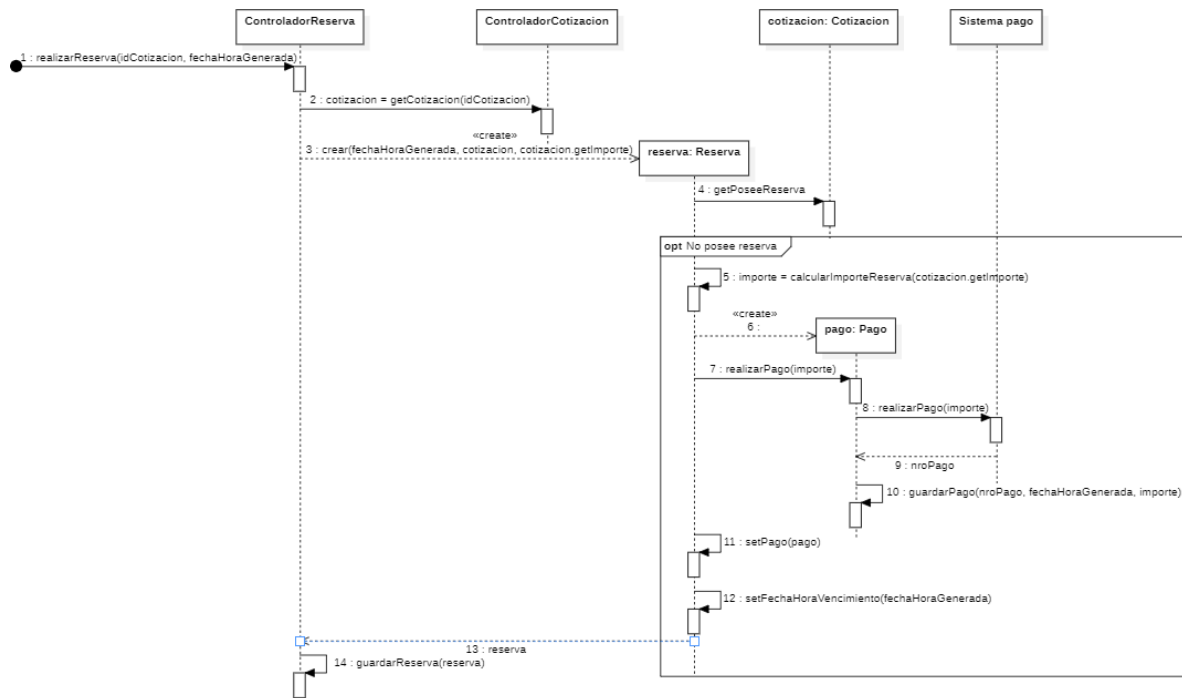 ControladorReserva
ControladorCotizacion
cotizacion: Cotizacion
Sistema pago
1 : realizarReserva(idCotizacion, fechaHoraGenerada)
2 : cotizacion = getCotizacion(idCotizacion)
«create»
3 : crear(fechaHoraGenerada, cotizacion, cotizacion.getImporte)
reserva: Reserva
4 : getPoseeReserva
opt No posee reserva
5 : importe = calcularImporteReserva(cotizacion.getImporte)
«create»
6 :
pago: Pago
7 : realizarPago(importe)
8 : realizarPago(importe)
9 : nroPago
10 : guardarPago(nroPago, fechaHoraGenerada, importe)
11 : setPago(pago)
12 : setFechaHoraVencimiento(fechaHoraGenerada)
13 : reserva
14 : guardarReserva(reserva)